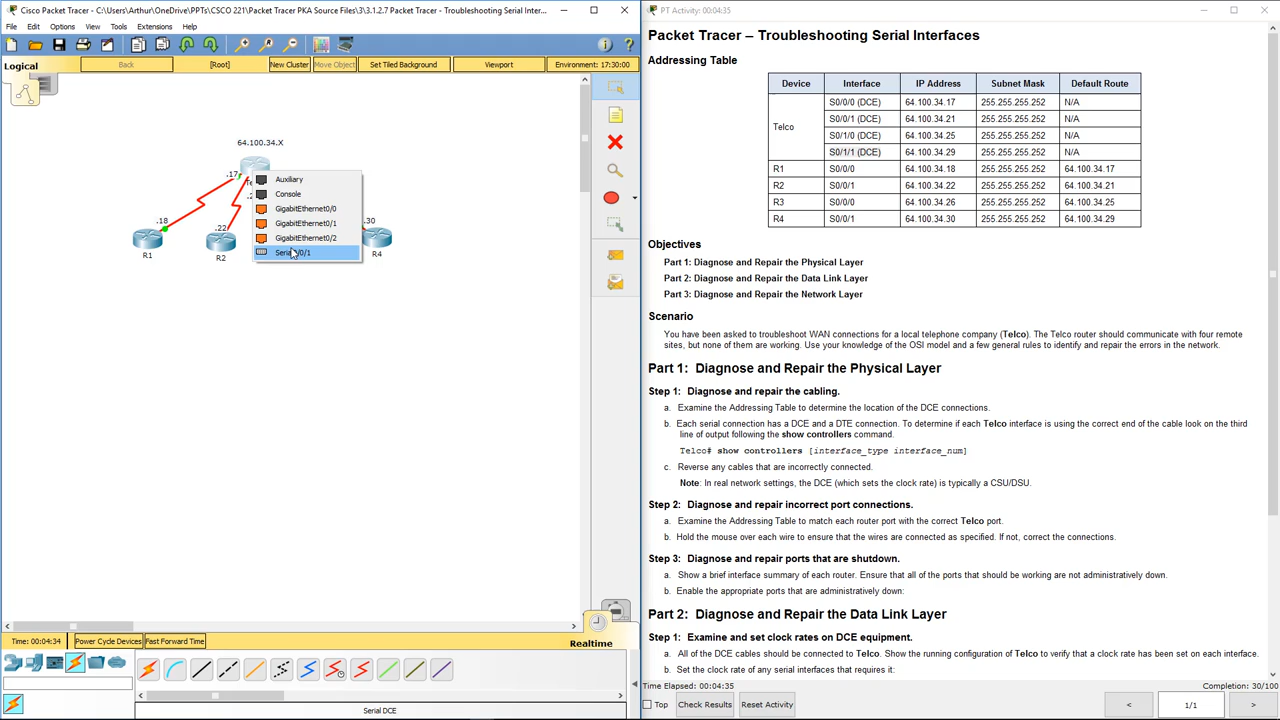 Cisco Packet Tracer - C:\Users\Arthur\OneDrive\PPTs\CSCO 221\Packet Tracer PKA Source Files\3\3.1.2.7 Packet Tracer - Troubleshooting Serial Inter...
File Edit Options View Tools Extensions Help
Logical Back [Root] New Cluster Move Object Set Tiled Background Viewport Environment: 17:30:00
64.100.34.X
.17
Auxiliary
Console
GigabitEthernet0/0
GigabitEthernet0/1
GigabitEthernet0/2
.18
.22
.30
R1
R2
R4
Realtime
Time: 00:04:34 Power Cycle Devices Fast Forward Time
Serial DCE
PT Activity: 00:04:35
Packet Tracer – Troubleshooting Serial Interfaces
Addressing Table
Device Interface IP Address Subnet Mask Default Route
Telco S0/0/0 (DCE) 64.100.34.17 255.255.255.252 N/A
S0/0/1 (DCE) 64.100.34.21 255.255.255.252 N/A
S0/1/0 (DCE) 64.100.34.25 255.255.255.252 N/A
S0/1/1 (DCE) 64.100.34.29 255.255.255.252 N/A
R1 S0/0/0 64.100.34.18 255.255.255.252 64.100.34.17
R2 S0/0/1 64.100.34.22 255.255.255.252 64.100.34.21
R3 S0/0/0 64.100.34.26 255.255.255.252 64.100.34.25
R4 S0/0/1 64.100.34.30 255.255.255.252 64.100.34.29
Objectives
Part 1: Diagnose and Repair the Physical Layer
Part 2: Diagnose and Repair the Data Link Layer
Part 3: Diagnose and Repair the Network Layer
Scenario
You have been asked to troubleshoot WAN connections for a local telephone company (Telco). The Telco router should communicate with four remote
sites, but none of them are working. Use your knowledge of the OSI model and a few general rules to identify and repair the errors in the network.
Part 1: Diagnose and Repair the Physical Layer
Step 1: Diagnose and repair the cabling.
a. Examine the Addressing Table to determine the location of the DCE connections.
b. Each serial connection has a DCE and a DTE connection. To determine if each Telco interface is using the correct end of the cable look on the third
line of output following the show controllers command.
Telco# show controllers [interface_type interface_num]
c. Reverse any cables that are incorrectly connected.
Note: In real network settings, the DCE (which sets the clock rate) is typically a CSU/DSU.
Step 2: Diagnose and repair incorrect port connections.
a. Examine the Addressing Table to match each router port with the correct Telco port.
b. Hold the mouse over each wire to ensure that the wires are connected as specified. If not, correct the connections.
Step 3: Diagnose and repair ports that are shutdown.
a. Show a brief interface summary of each router. Ensure that all of the ports that should be working are not administratively down.
b. Enable the appropriate ports that are administratively down:
Part 2: Diagnose and Repair the Data Link Layer
Step 1: Examine and set clock rates on DCE equipment.
a. All of the DCE cables should be connected to Telco. Show the running configuration of Telco to verify that a clock rate has been set on each interface.
b. Set the clock rate of any serial interfaces that requires it:
Time Elapsed: 00:04:35 Completion: 30/100
Top Check Results Reset Activity < 1/1 >